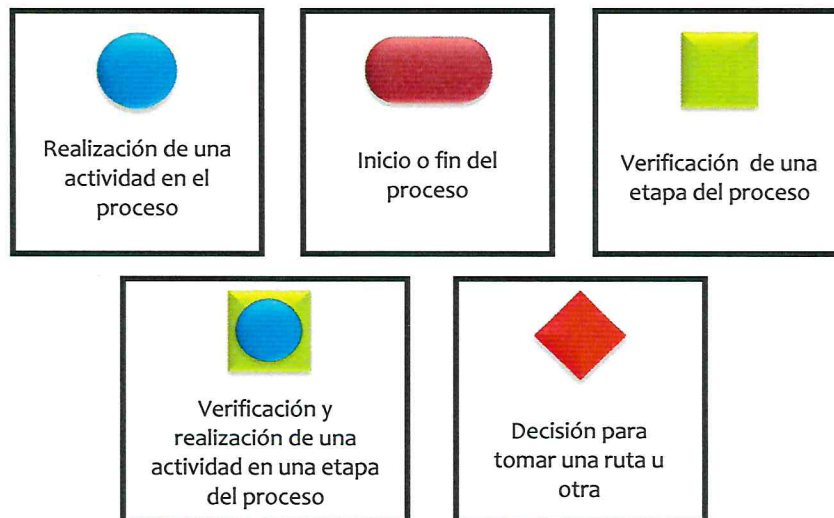 Realización de una
actividad en el
proceso
Inicio o fin del
proceso
Verificación de una
etapa del proceso
Verificación y
realización de una
actividad en una etapa
del proceso
Decisión para
tomar una ruta u
otra